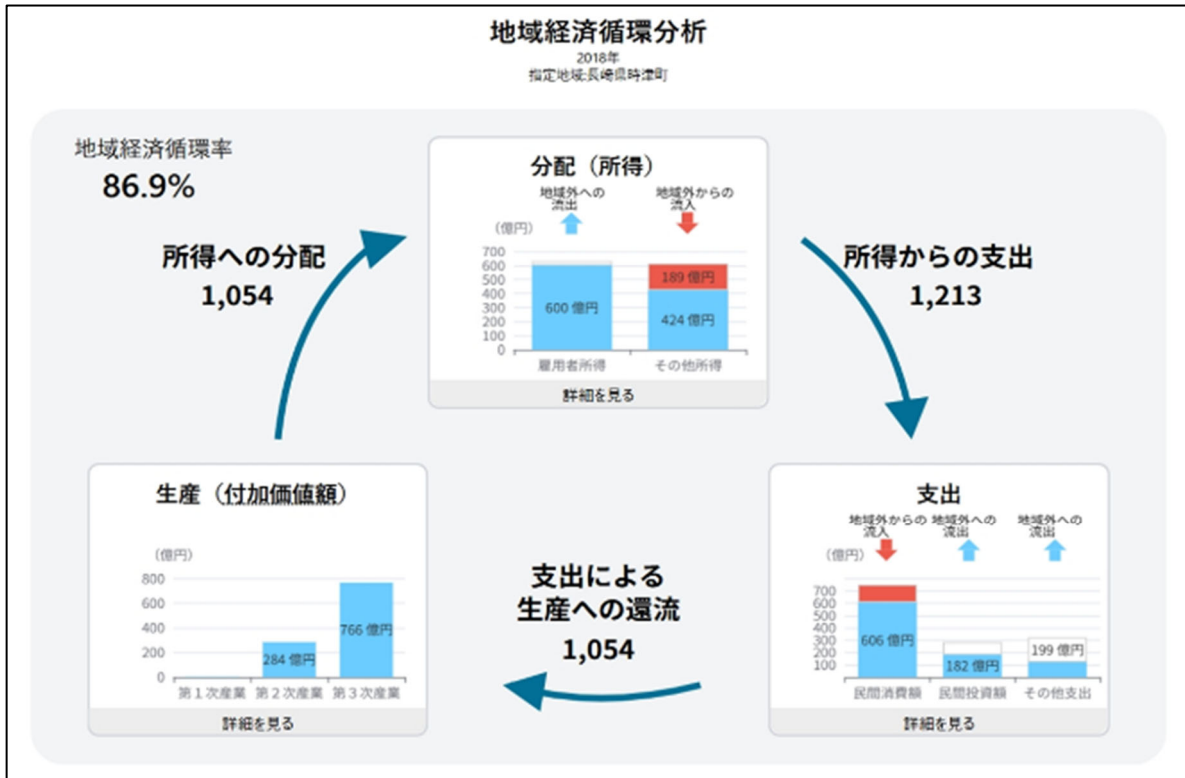 地域経済循環分析
2018年
指定地域:長崎県時津町
地域経済循環率
86.9%
所得への分配
1,054
分配（所得）
地域外への
流出
地域外からの
流入
（億円）
700
600
500
400
300
200
100
0
600 億円
189 億円
424 億円
雇用者所得
その他所得
詳細を見る
所得からの支出
1,213
生産（付加価値額）
（億円）
800
600
400
200
0
284 億円
766 億円
第１次産業
第２次産業
第３次産業
詳細を見る
支出による
生産への還流
1,054
支出
地域外からの
流入
地域外への
流出
地域外への
流出
（億円）
700
600
500
400
300
200
100
606 億円
182 億円
199 億円
民間消費額
民間投資額
その他支出
詳細を見る